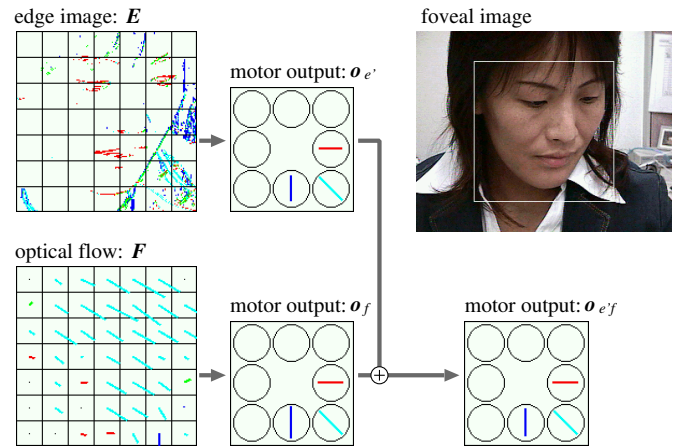 edge image: E
foveal image
motor output: o e'
optical flow: F
motor output: o f
motor output: o e'f
+